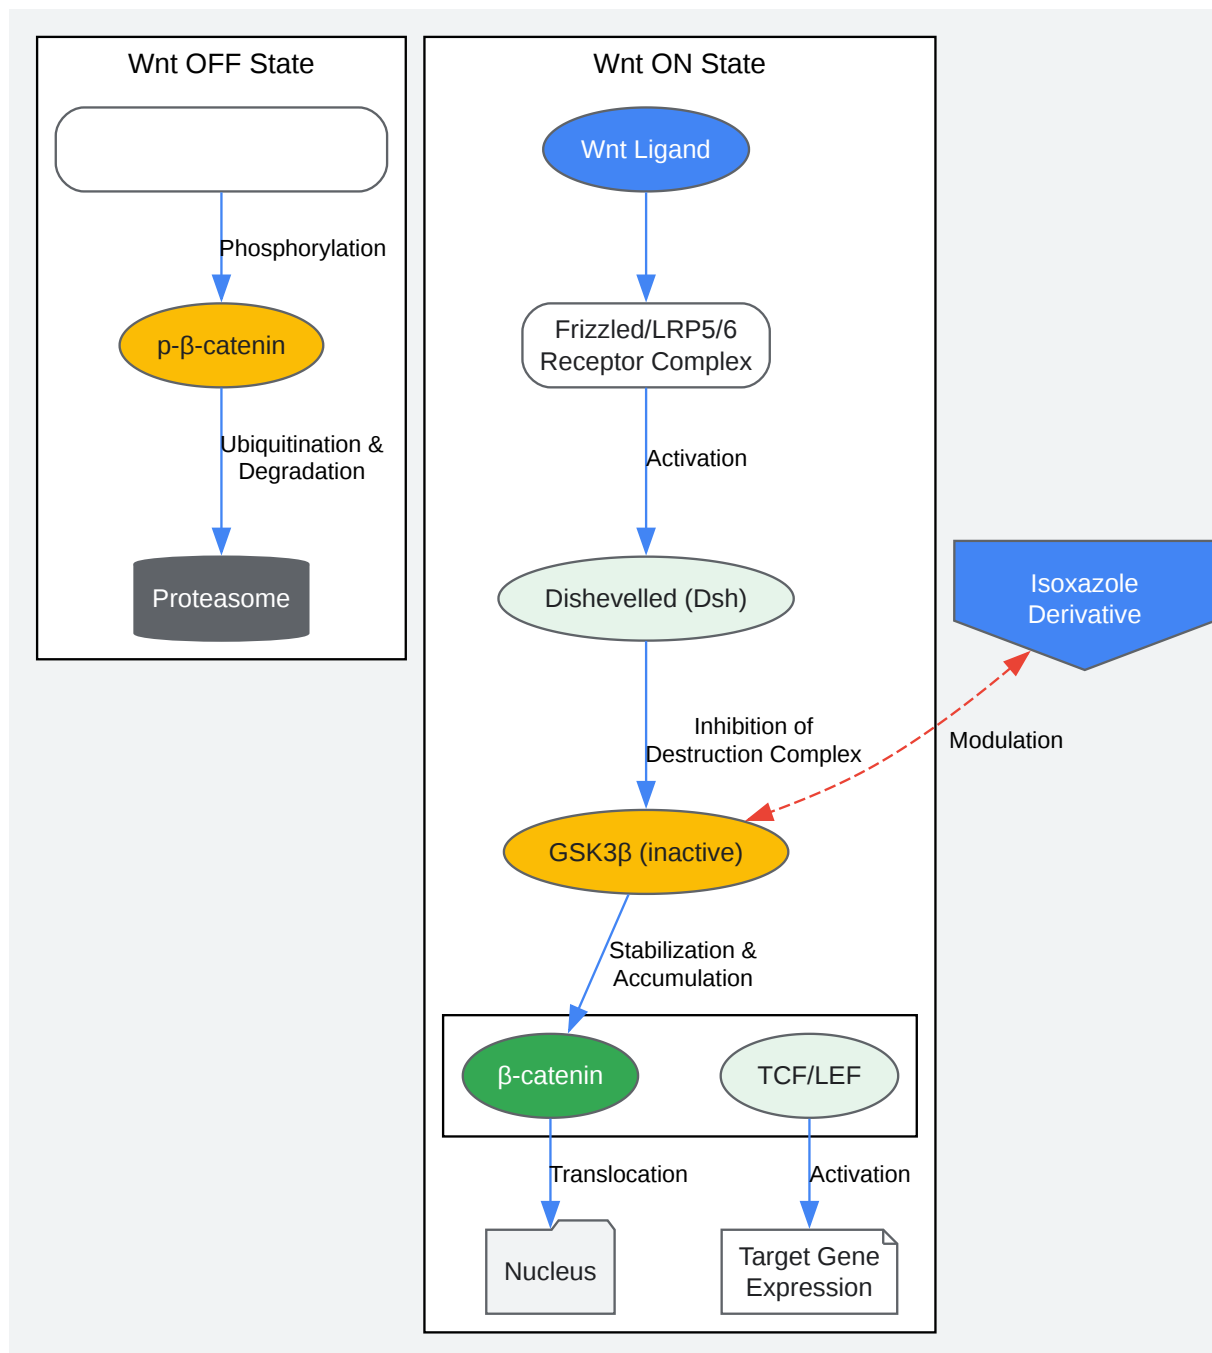 Wnt OFF State
Phosphorylation
p-β-catenin
Ubiquitination &
Degradation
Proteasome
Wnt ON State
Wnt Ligand
Frizzled/LRP5/6
Receptor Complex
Activation
Dishevelled (Dsh)
Inhibition of
Destruction Complex
GSK3β (inactive)
Stabilization &
Accumulation
β-catenin
TCF/LEF
Translocation
Activation
Nucleus
Target Gene
Expression
Isoxazole
Derivative
Modulation